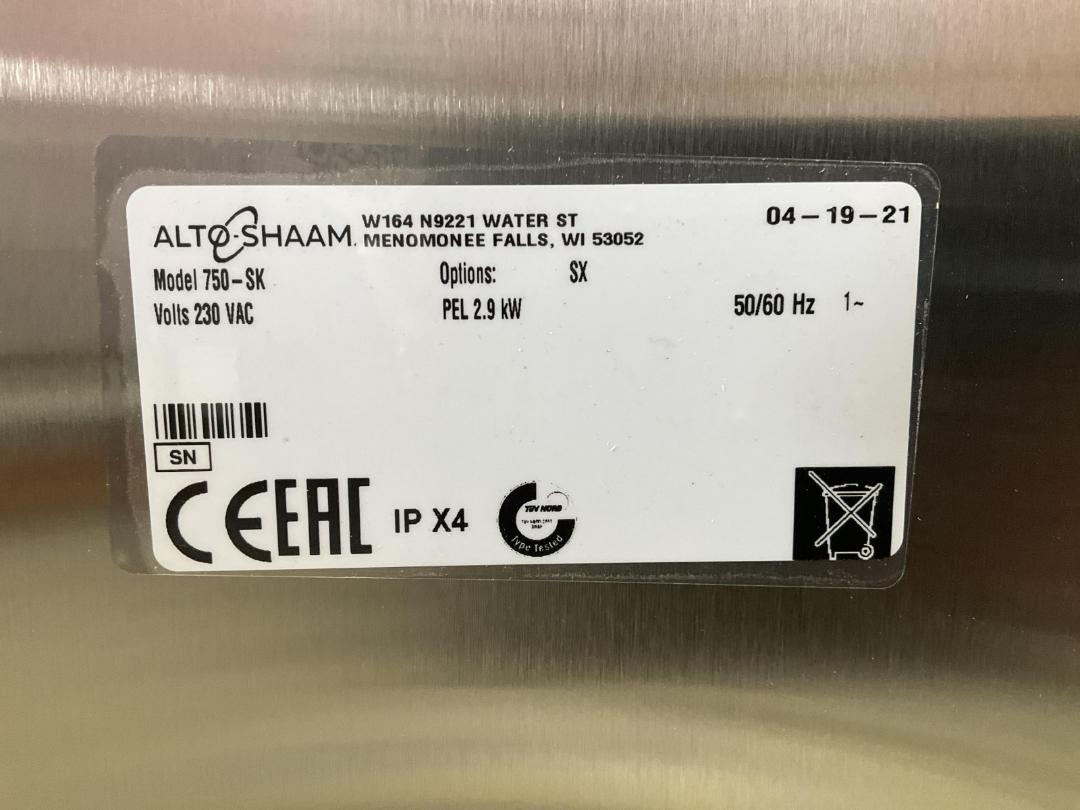 ALTO-SHAAM.
W164 N9221 WATER ST
MENOMONEE FALLS, WI 53052
04-19-21
Model 750-SK
Options: SX
Volts 230 VAC
PEL 2.9 kW
50/60 Hz 1~
SN
CE EAC IP X4
TÜV NORD
Type Tested